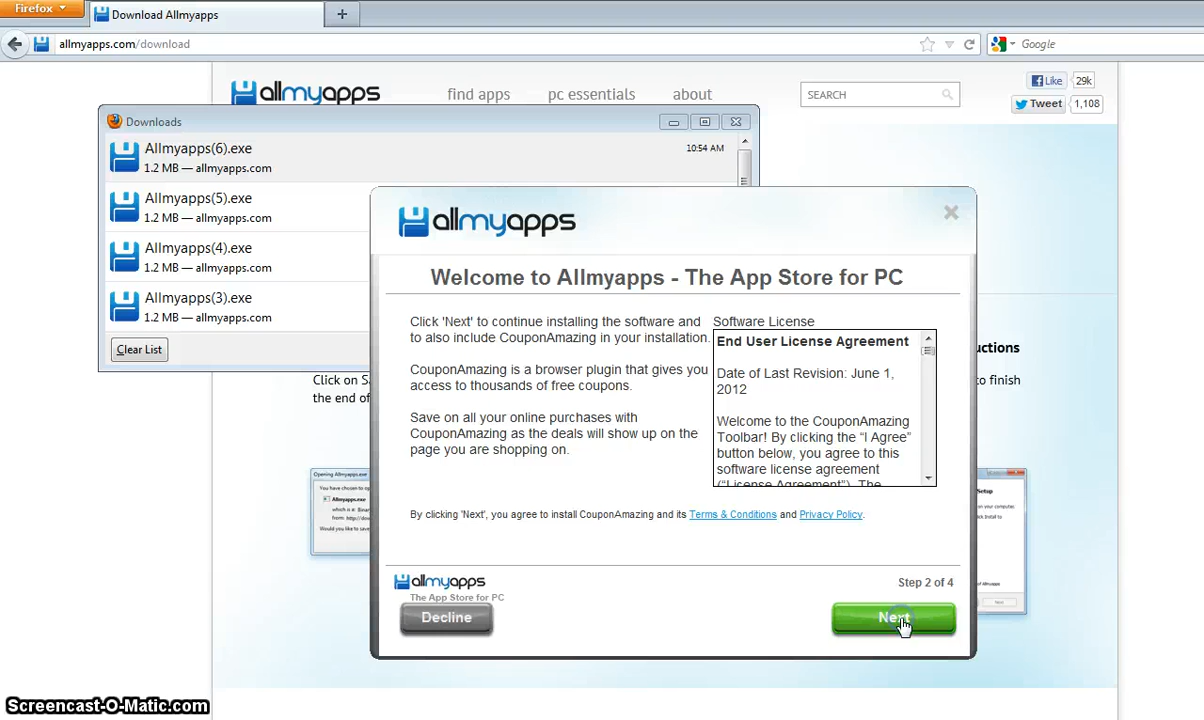 Firefox
Download Allmyapps
allmyapps.com/download
Google
allmyapps
find apps
pc essentials
about
SEARCH
Like
29k
Tweet
1,108
Downloads
Allmyapps(6).exe
10:54 AM
1.2 MB — allmyapps.com
Allmyapps(5).exe
1.2 MB — allmyapps.com
Allmyapps(4).exe
1.2 MB — allmyapps.com
Allmyapps(3).exe
1.2 MB — allmyapps.com
Clear List
Click on
the end of
to finish
allmyapps
Welcome to Allmyapps - The App Store for PC
Click 'Next' to continue installing the software and
to also include CouponAmazing in your installation.
CouponAmazing is a browser plugin that gives you
access to thousands of free coupons.
Save on all your online purchases with
CouponAmazing as the deals will show up on the
page you are shopping on.
Software License
End User License Agreement
Date of Last Revision: June 1,
2012
Welcome to the CouponAmazing
Toolbar! By clicking the “I Agree”
button below, you agree to this
software license agreement
(“License Agreement”). The
By clicking 'Next', you agree to install CouponAmazing and its Terms & Conditions and Privacy Policy.
allmyapps
The App Store for PC
Step 2 of 4
Decline
Next
Opening Allmyapps.exe
Allmyapps.exe
Screencast-O-Matic.com